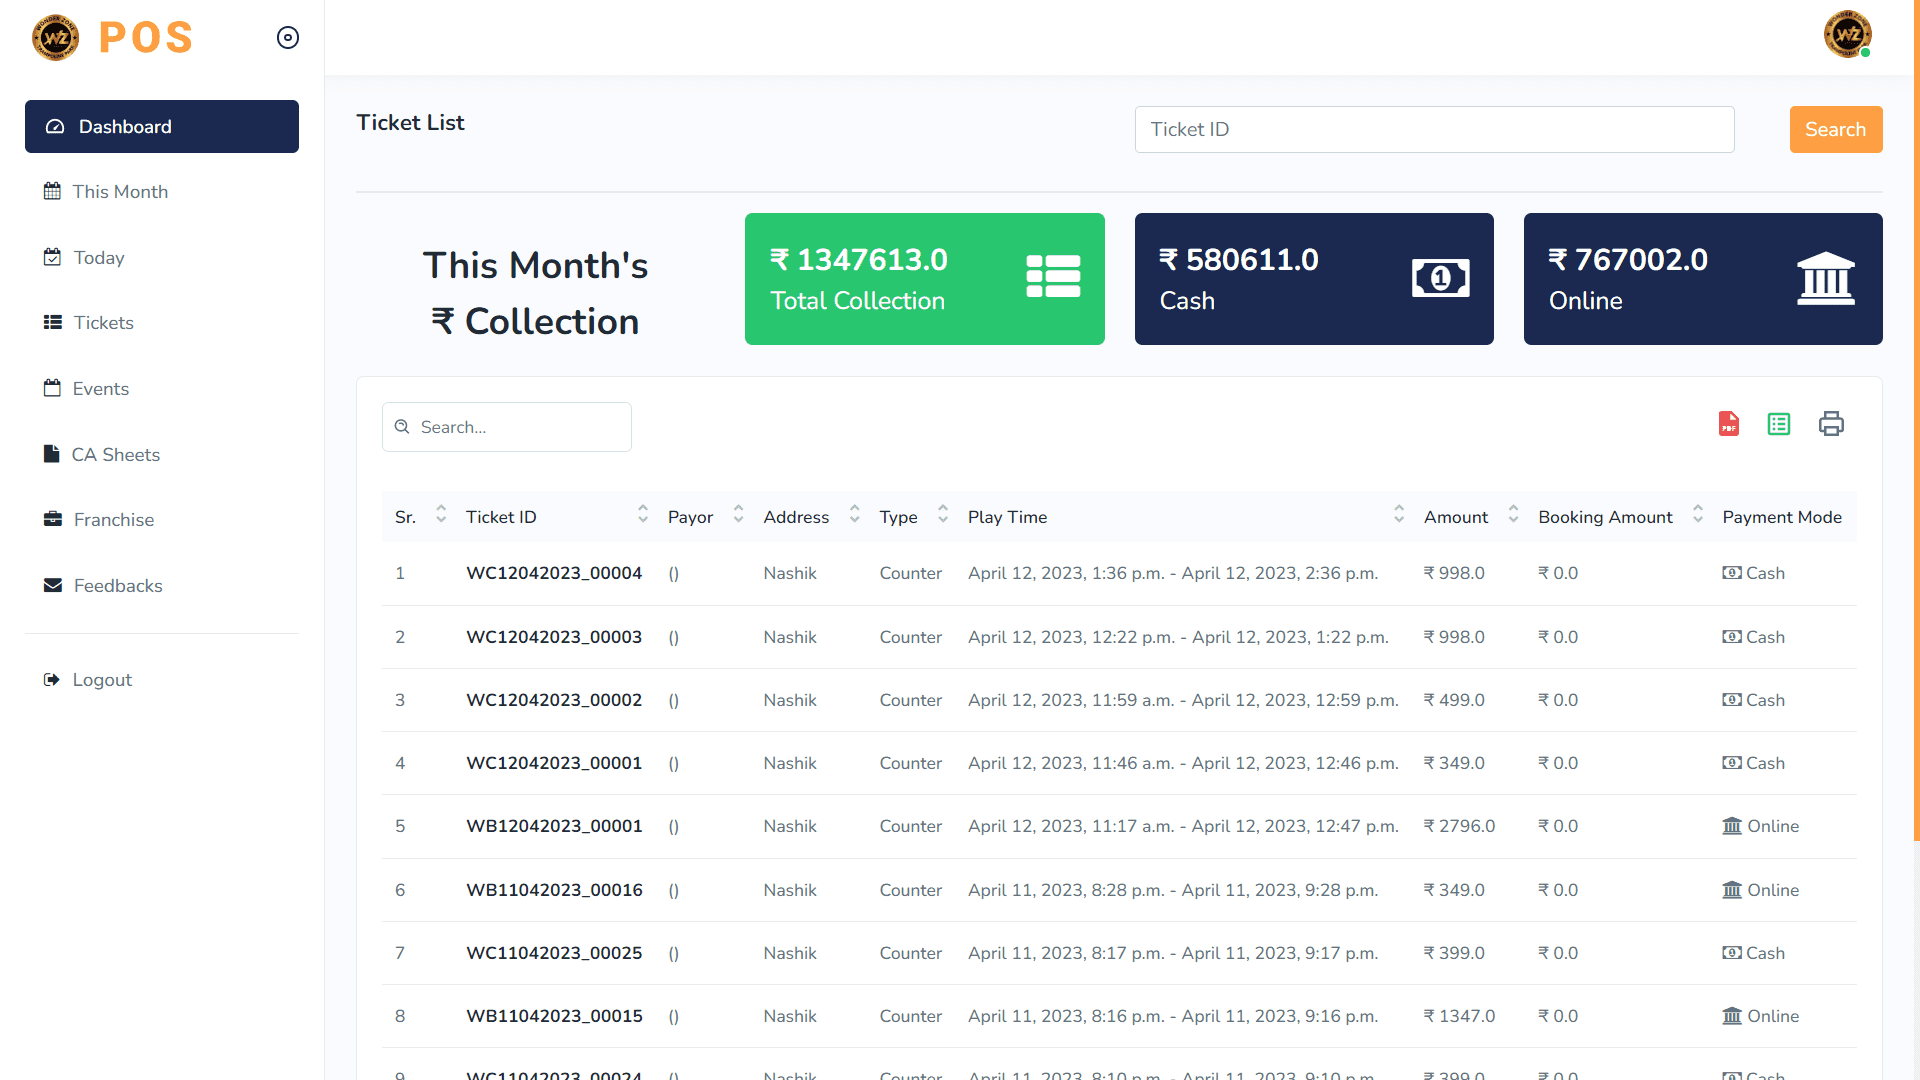 POS
Dashboard
This Month
Today
Tickets
Events
CA Sheets
Franchise
Feedbacks
Logout
Ticket List
Ticket ID
Search
This Month's
₹ Collection
₹ 1347613.0
Total Collection
₹ 580611.0
Cash
₹ 767002.0
Online
Search...
PDF
Sr. Ticket ID Payor Address Type Play Time Amount Booking Amount Payment Mode
1 WC12042023_00004 () Nashik Counter April 12, 2023, 1:36 p.m. - April 12, 2023, 2:36 p.m. ₹ 998.0 ₹ 0.0 Cash
2 WC12042023_00003 () Nashik Counter April 12, 2023, 12:22 p.m. - April 12, 2023, 1:22 p.m. ₹ 998.0 ₹ 0.0 Cash
3 WC12042023_00002 () Nashik Counter April 12, 2023, 11:59 a.m. - April 12, 2023, 12:59 p.m. ₹ 499.0 ₹ 0.0 Cash
4 WC12042023_00001 () Nashik Counter April 12, 2023, 11:46 a.m. - April 12, 2023, 12:46 p.m. ₹ 349.0 ₹ 0.0 Cash
5 WB12042023_00001 () Nashik Counter April 12, 2023, 11:17 a.m. - April 12, 2023, 12:47 p.m. ₹ 2796.0 ₹ 0.0 Online
6 WB11042023_00016 () Nashik Counter April 11, 2023, 8:28 p.m. - April 11, 2023, 9:28 p.m. ₹ 349.0 ₹ 0.0 Online
7 WC11042023_00025 () Nashik Counter April 11, 2023, 8:17 p.m. - April 11, 2023, 9:17 p.m. ₹ 399.0 ₹ 0.0 Cash
8 WB11042023_00015 () Nashik Counter April 11, 2023, 8:16 p.m. - April 11, 2023, 9:16 p.m. ₹ 1347.0 ₹ 0.0 Online
9 WC11042023_00024 () Nashik Counter April 11, 2023, 8:10 p.m. - April 11, 2023, 9:10 p.m. ₹ 399.0 ₹ 0.0 Cash